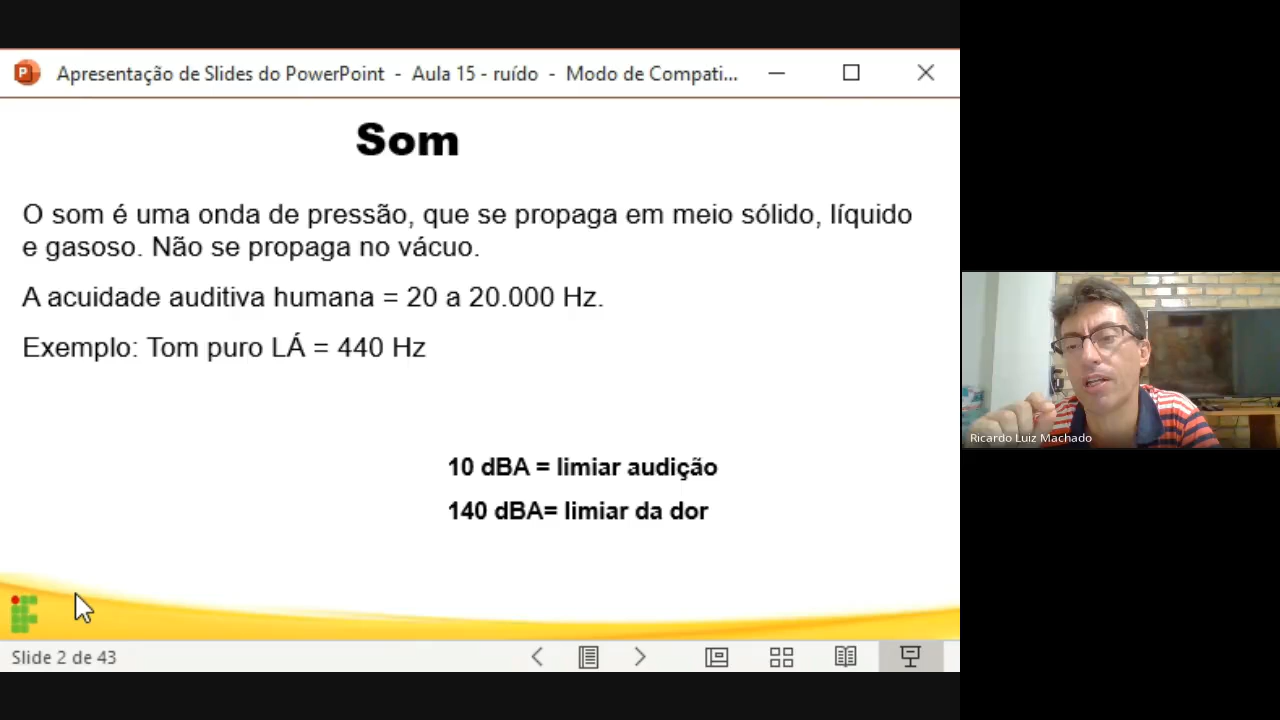 Apresentação de Slides do PowerPoint - Aula 15 - ruído - Modo de Compati...
Som
O som é uma onda de pressão, que se propaga em meio sólido, líquido
e gasoso. Não se propaga no vácuo.
A acuidade auditiva humana = 20 a 20.000 Hz.
Exemplo: Tom puro LÁ = 440 Hz
10 dBA = limiar audição
140 dBA= limiar da dor
Slide 2 de 43
Ricardo Luiz Machado